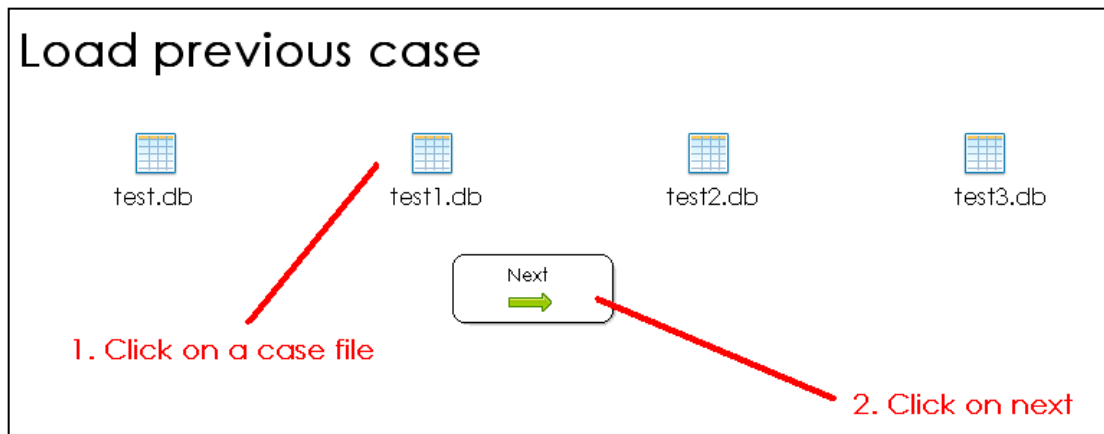 Load previous case
test.db test1.db test2.db test3.db
Next
1. Click on a case file
2. Click on next